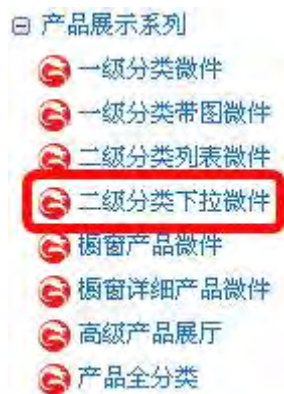 产品展示系列
一级分类微件
一级分类带图微件
二级分类列表微件
二级分类下拉微件
橱窗产品微件
橱窗详细产品微件
高级产品展厅
产品全分类